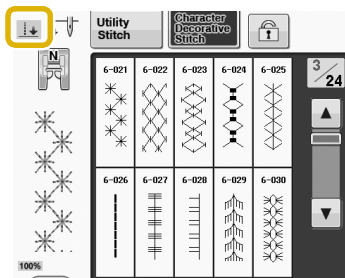 Utility
Stitch
Character
Decorative
Stitch
N
6-021 6-022 6-023 6-024 6-025
3/24
6-026 6-027 6-028 6-029 6-030
100%